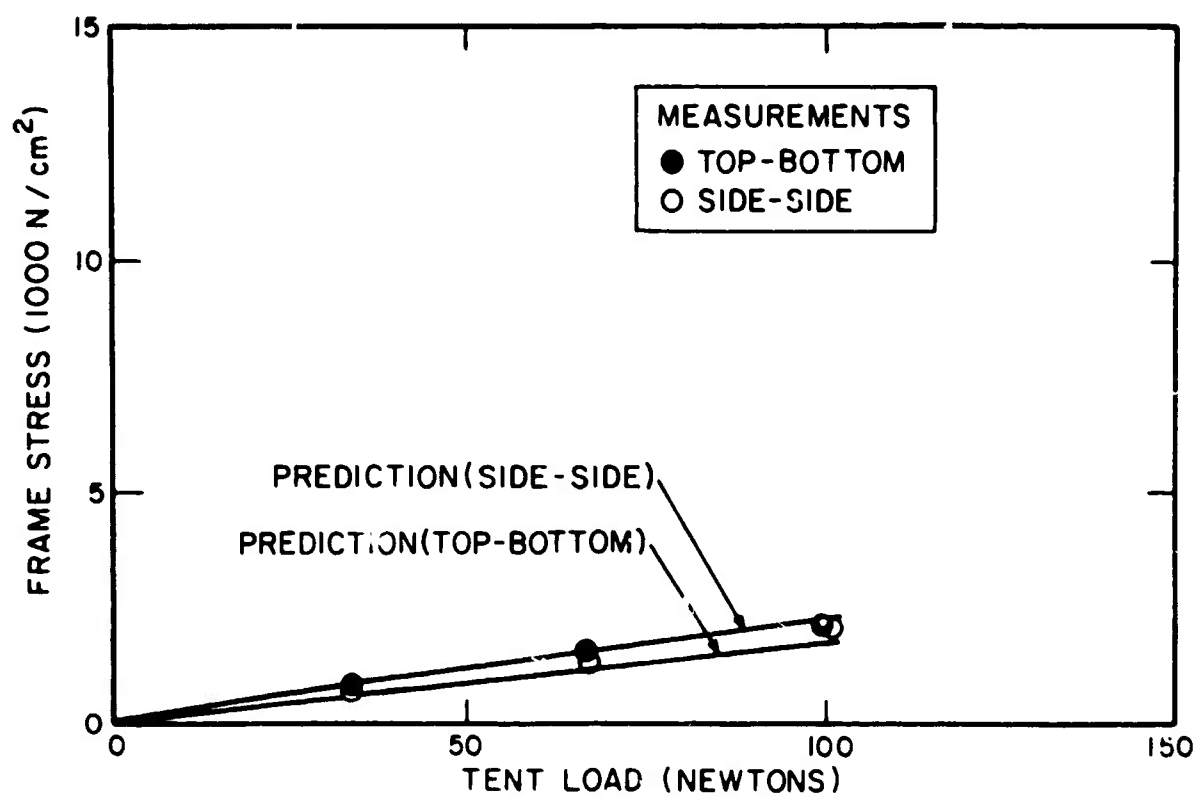 15
MEASUREMENTS
● TOP-BOTTOM
○ SIDE-SIDE
10
FRAME STRESS (1000 N/cm²)
PREDICTION(SIDE-SIDE)
5
PREDICTION(TOP-BOTTOM)
0
0 50 100 150
TENT LOAD (NEWTONS)